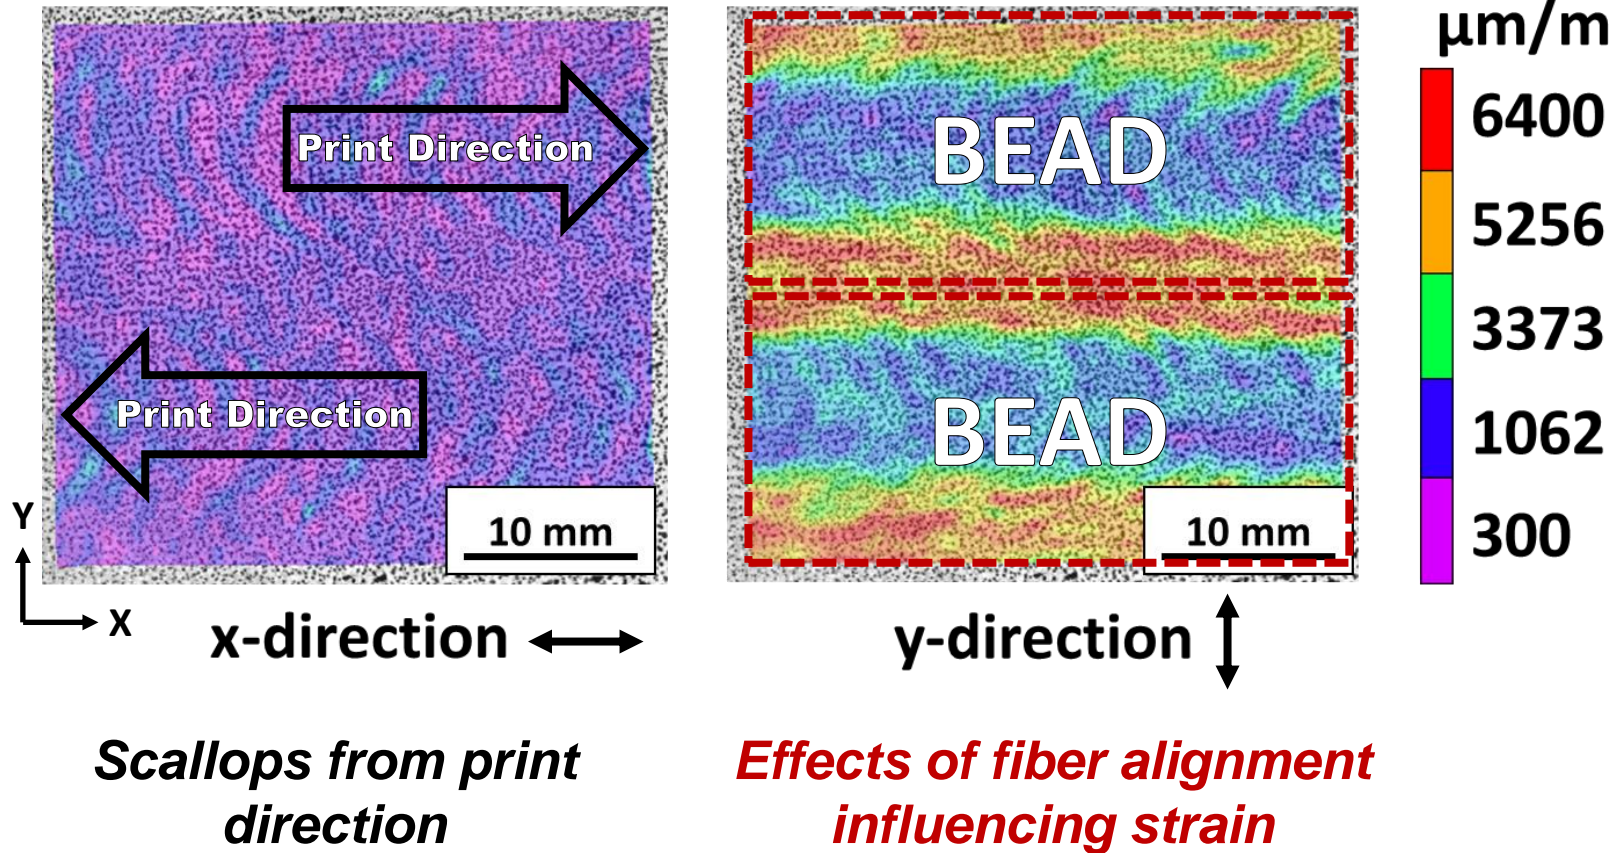 Print Direction
Print Direction
10 mm
Y
X
x-direction
Scallops from print
direction
BEAD
BEAD
10 mm
y-direction
Effects of fiber alignment
influencing strain
µm/m
6400
5256
3373
1062
300